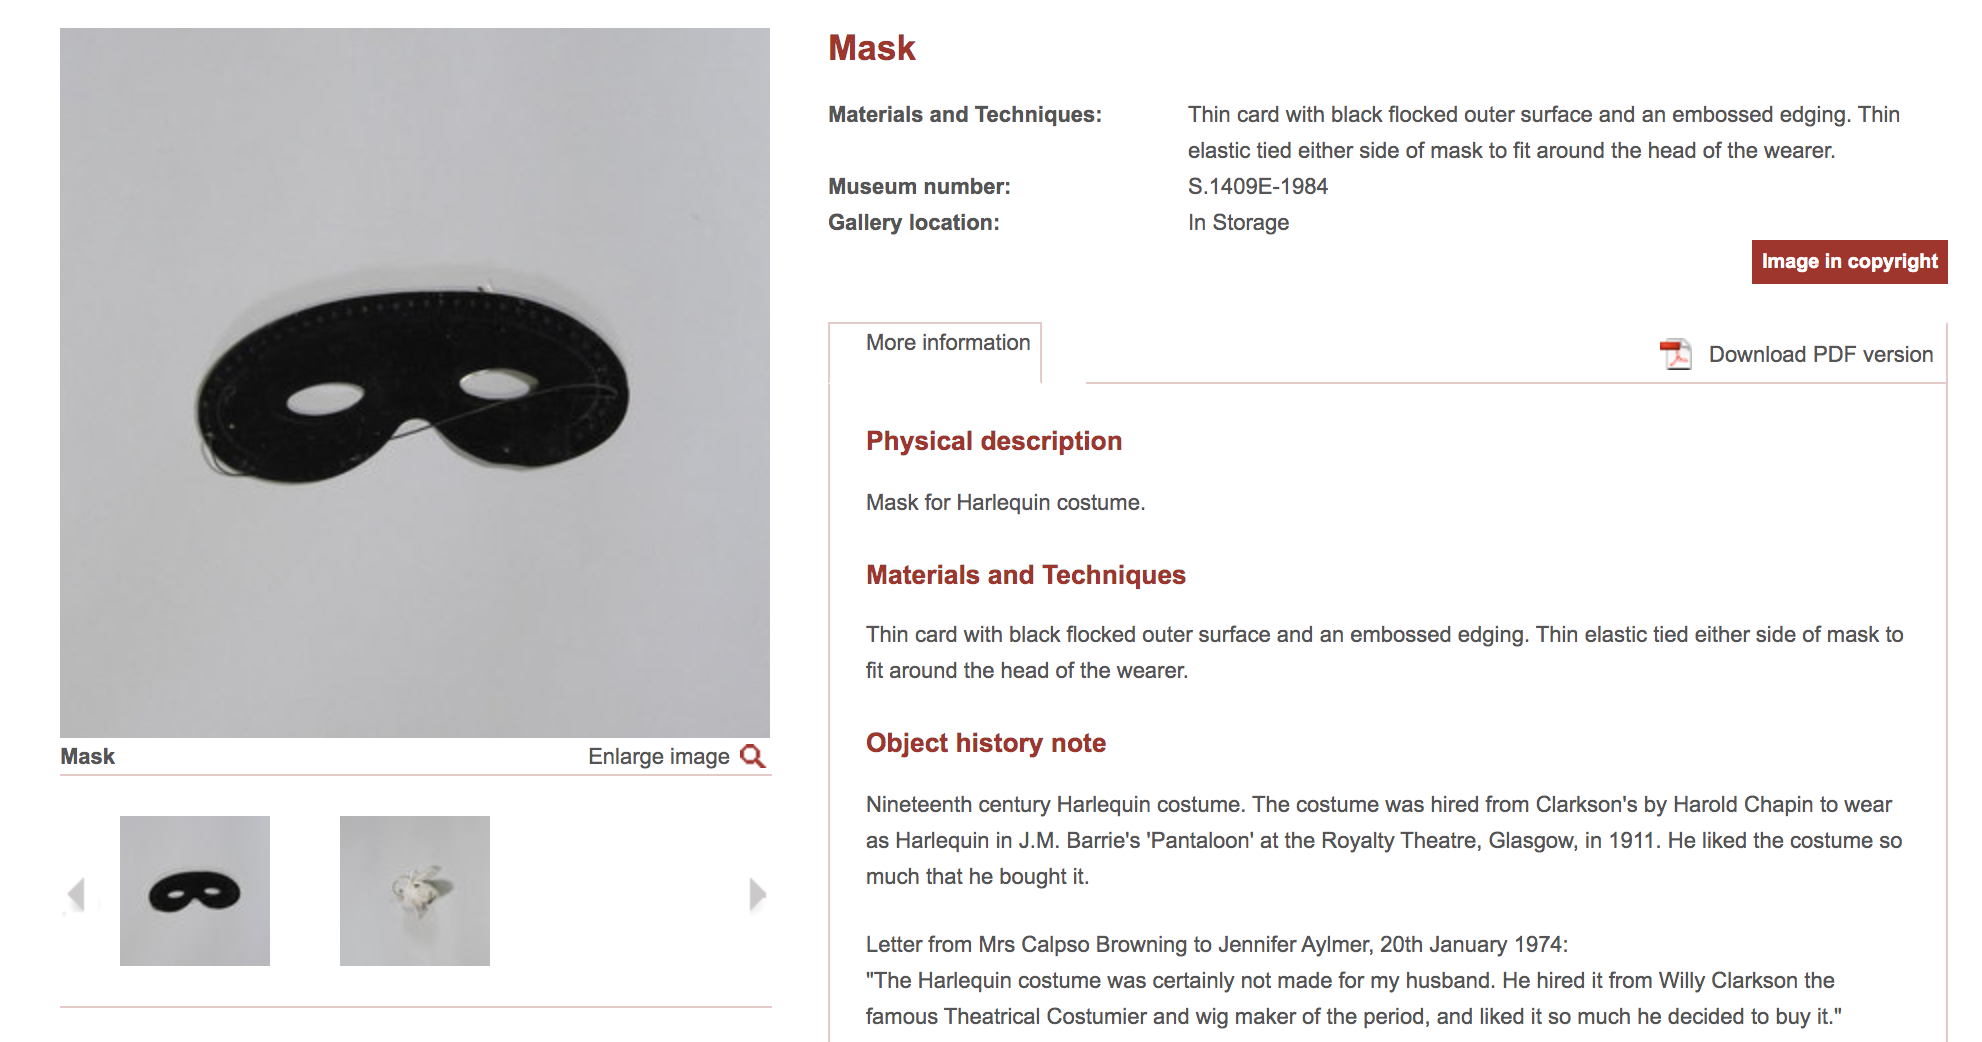 Mask
Materials and Techniques: Thin card with black flocked outer surface and an embossed edging. Thin
elastic tied either side of mask to fit around the head of the wearer.
Museum number: S.1409E-1984
Gallery location: In Storage
Image in copyright
More information
Download PDF version
Physical description
Mask for Harlequin costume.
Materials and Techniques
Thin card with black flocked outer surface and an embossed edging. Thin elastic tied either side of mask to
fit around the head of the wearer.
Object history note
Nineteenth century Harlequin costume. The costume was hired from Clarkson's by Harold Chapin to wear
as Harlequin in J.M. Barrie's 'Pantaloon' at the Royalty Theatre, Glasgow, in 1911. He liked the costume so
much that he bought it.
Letter from Mrs Calpso Browning to Jennifer Aylmer, 20th January 1974:
"The Harlequin costume was certainly not made for my husband. He hired it from Willy Clarkson the
famous Theatrical Costumier and wig maker of the period, and liked it so much he decided to buy it."
Mask
Enlarge image